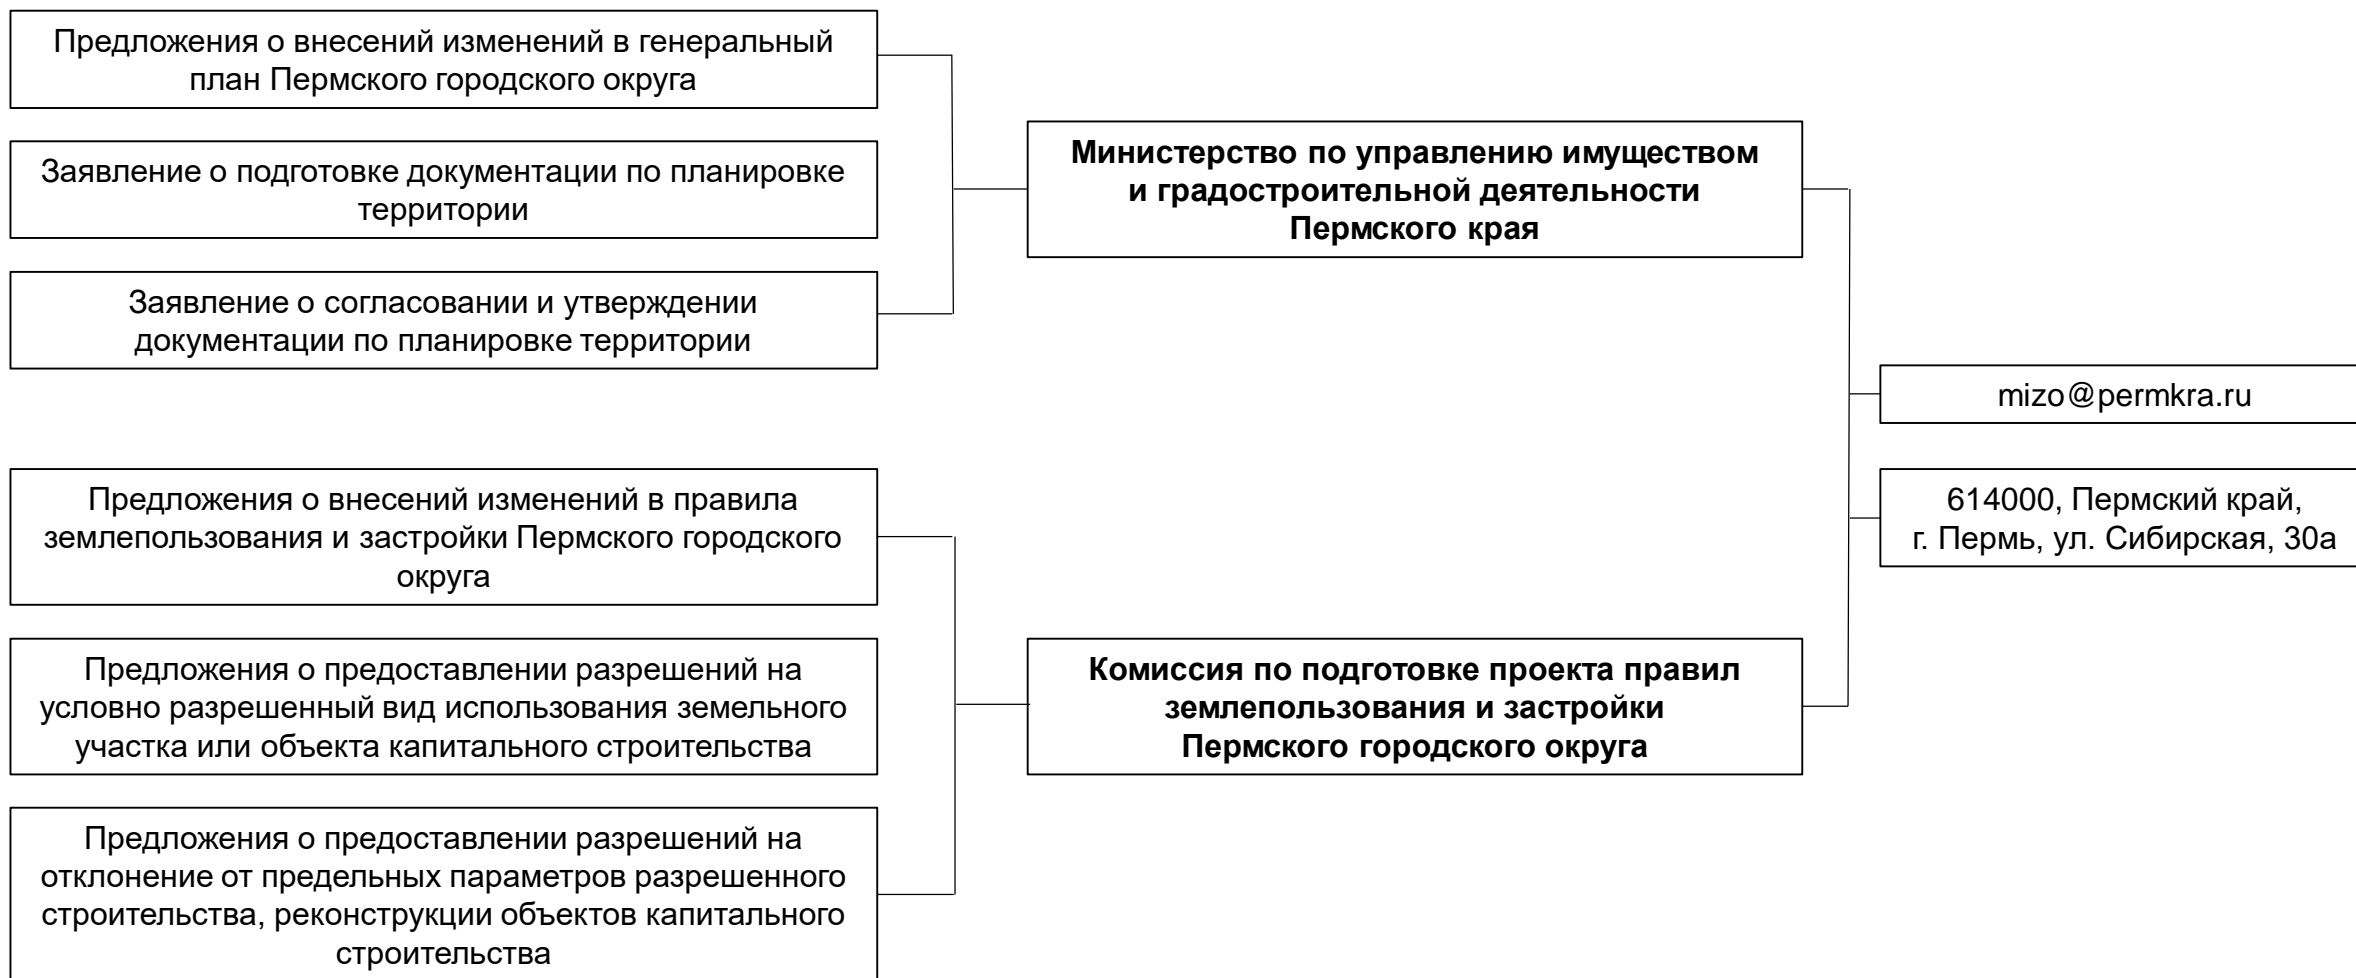 Предложения о внесений изменений в генеральный
план Пермского городского округа
Заявление о подготовке документации по планировке
территории
Заявление о согласовании и утверждении
документации по планировке территории
Министерство по управлению имуществом
и градостроительной деятельности
Пермского края
mizo@permkra.ru
614000, Пермский край,
г. Пермь, ул. Сибирская, 30а
Предложения о внесений изменений в правила
землепользования и застройки Пермского городского
округа
Предложения о предоставлении разрешений на
условно разрешенный вид использования земельного
участка или объекта капитального строительства
Предложения о предоставлении разрешений на
отклонение от предельных параметров разрешенного
строительства, реконструкции объектов капитального
строительства
Комиссия по подготовке проекта правил
землепользования и застройки
Пермского городского округа